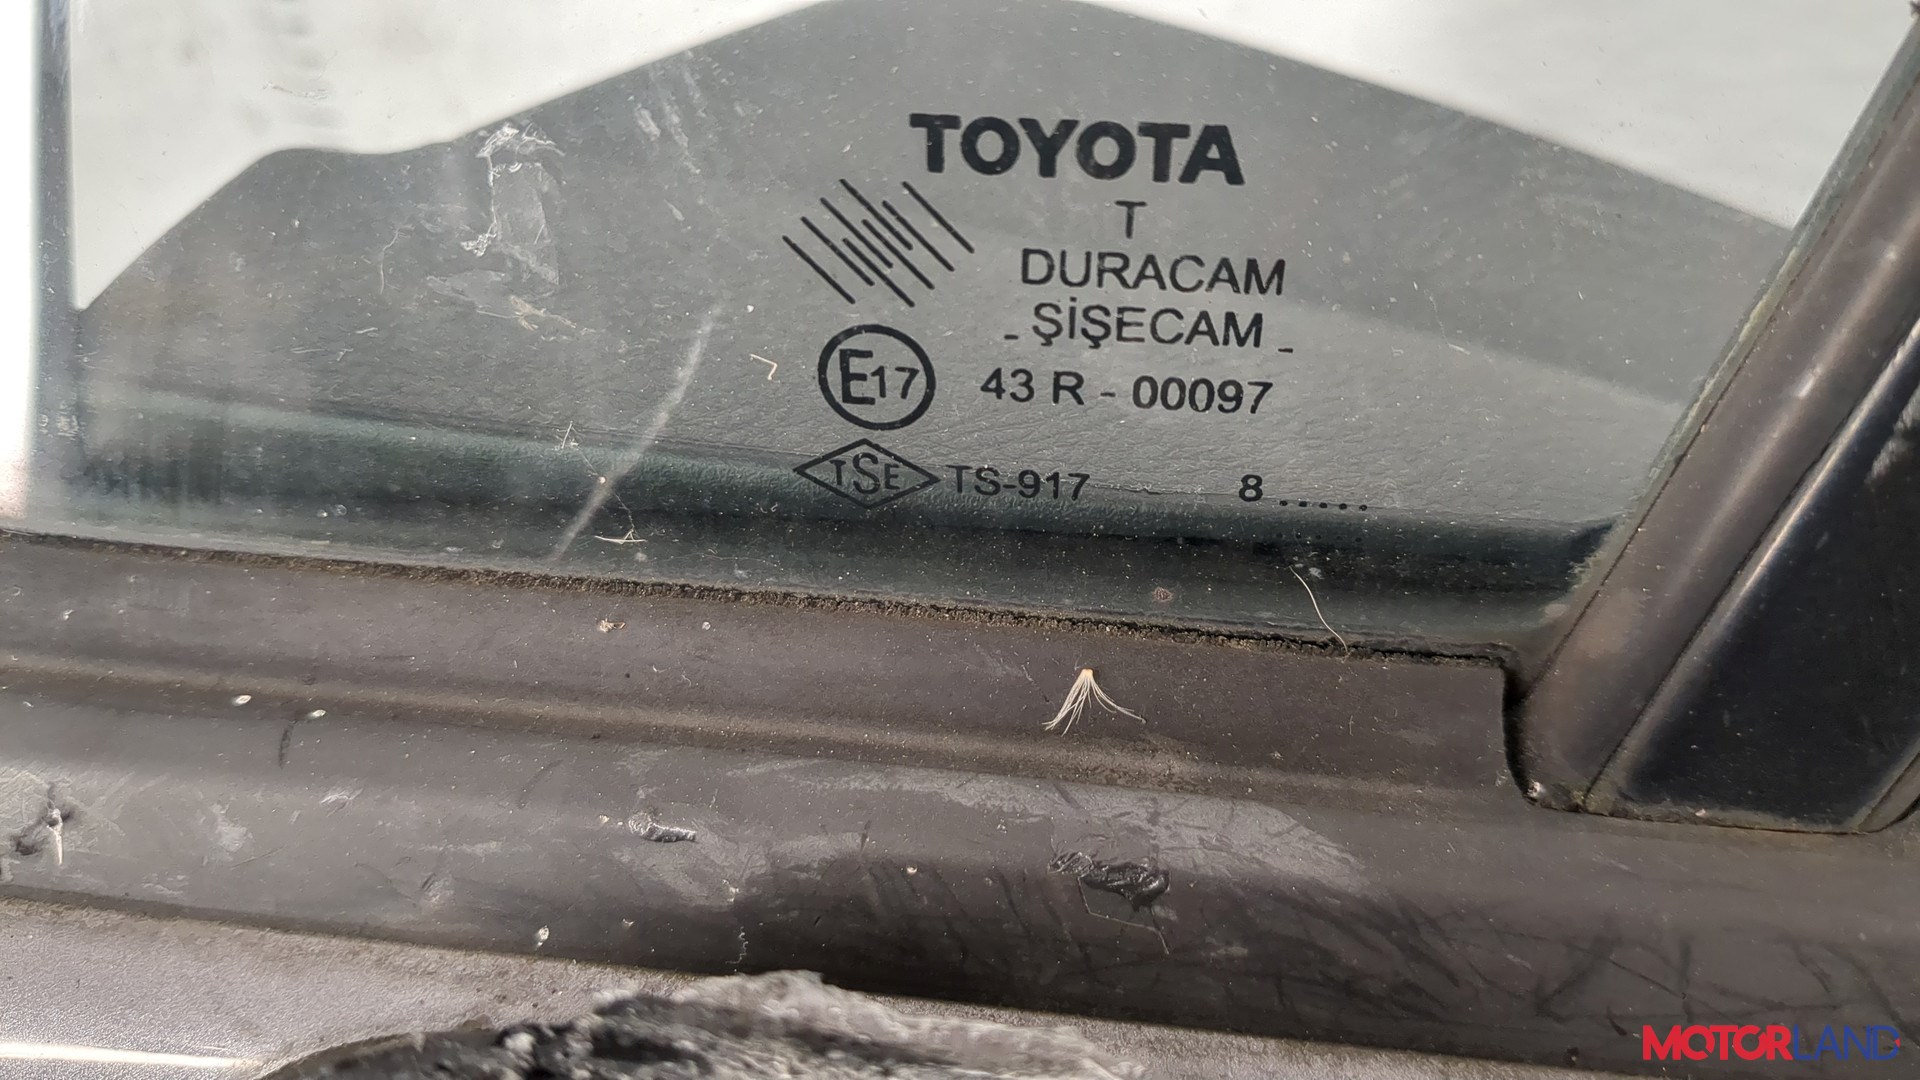 TOYOTA
T
DURACAM
- ŞİŞECAM -
E17 43 R - 00097
TSE TS-917 8.....
MOTORLAND